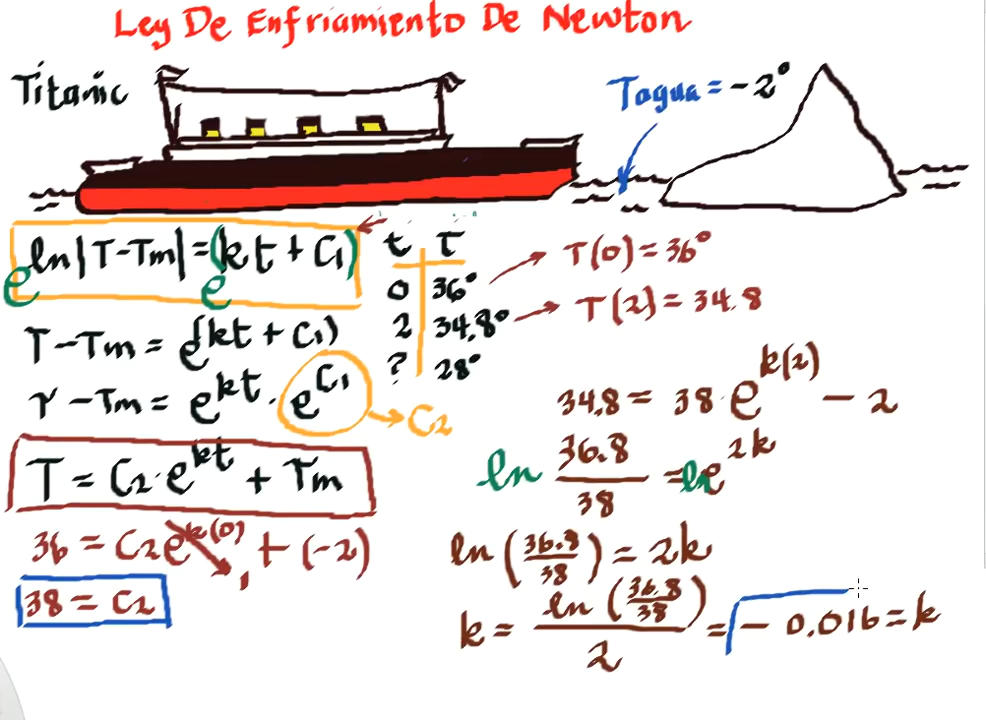 Ley De Enfriamiento De Newton
Titanic
Tagua = -2°
e ln|T-Tm| = e (kt + C1)
T-Tm = e(kt + C1)
T-Tm = e^kt · e^C1
→ C2
T = C2·e^kt + Tm
36 = C2e^k(0) + (-2)
1
38 = C2
t T
0 36° → T(0) = 36°
2 34.8° → T(2) = 34.8
? 28°
34.8 = 38·e^k(2) - 2
ln 36.8/38 = ln e^2k
ln (36.8/38) = 2k
k = ln (36.8/38)/2 = -0.016 = k